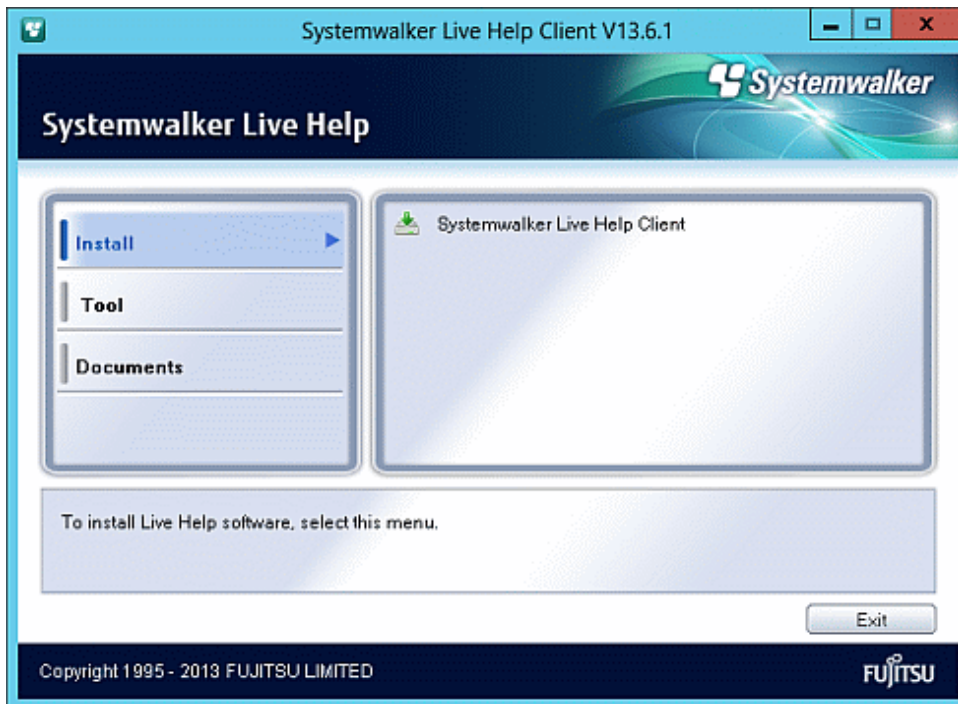 Systemwalker Live Help Client V13.6.1
Systemwalker
Systemwalker Live Help
Install
Systemwalker Live Help Client
Tool
Documents
To install Live Help software, select this menu.
Exit
Copyright 1995 - 2013 FUJITSU LIMITED
FUJITSU